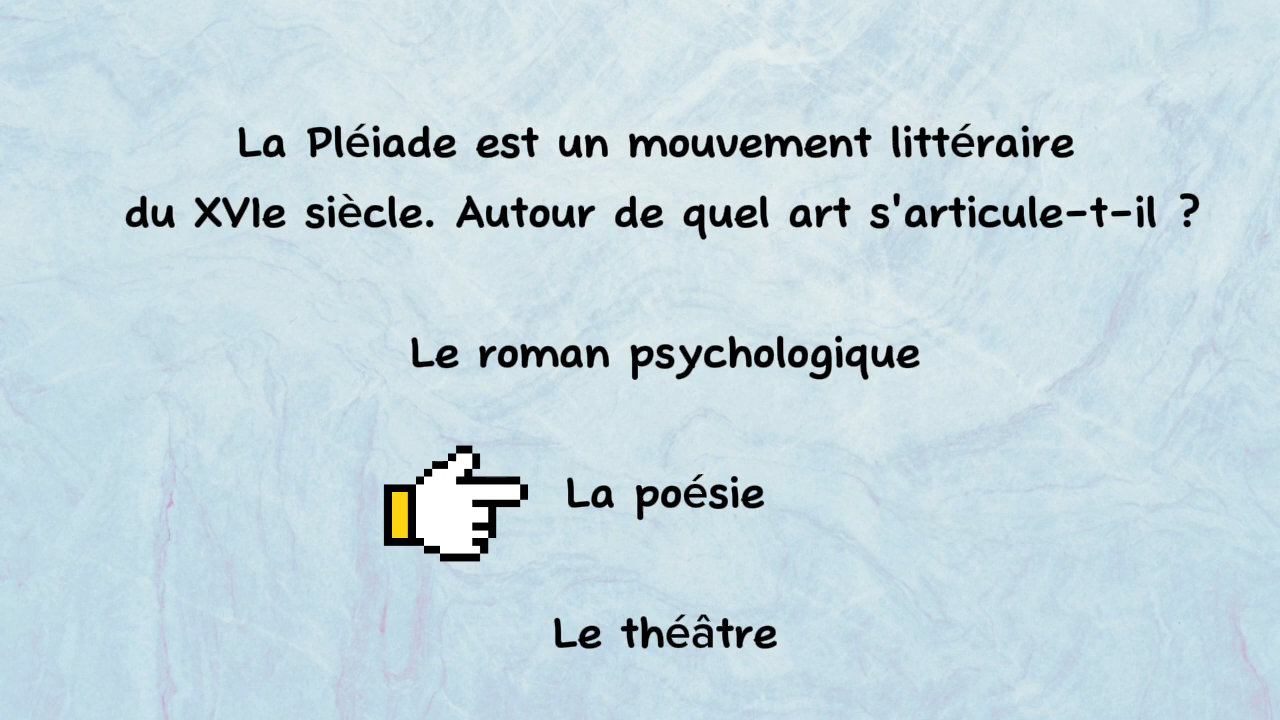 La Pléiade est un mouvement littéraire
du XVIe siècle. Autour de quel art s'articule-t-il ?
Le roman psychologique
La poésie
Le théâtre